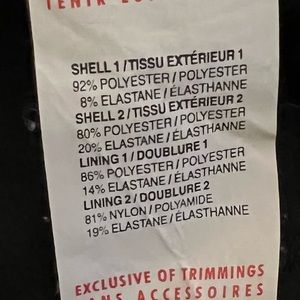 TENIR
SHELL 1 / TISSU EXTÉRIEUR 1
92% POLYESTER / POLYESTER
8% ELASTANE / ÉLASTHANNE
SHELL 2 / TISSU EXTÉRIEUR 2
80% POLYESTER / POLYESTER
20% ELASTANE / ÉLASTHANNE
LINING 1 / DOUBLURE 1
86% POLYESTER / POLYESTER
14% ELASTANE / ÉLASTHANNE
LINING 2 / DOUBLURE 2
81% NYLON / POLYAMIDE
19% ELASTANE / ÉLASTHANNE
EXCLUSIVE OF TRIMMINGS
ACCESSOIRES